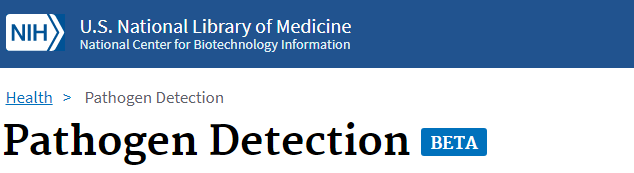 NIH
U.S. National Library of Medicine
National Center for Biotechnology Information
Health > Pathogen Detection
Pathogen Detection BETA